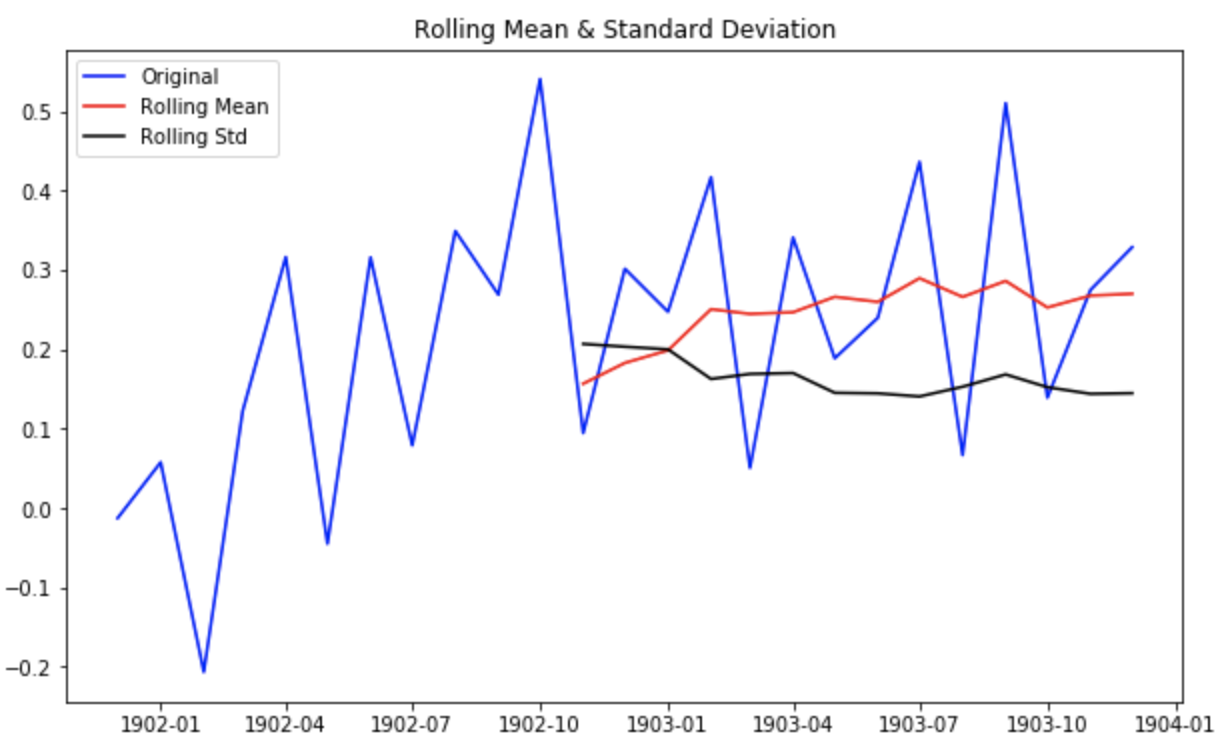 Rolling Mean & Standard Deviation
Original
Rolling Mean
Rolling Std
0.5
0.4
0.3
0.2
0.1
0.0
−0.1
−0.2
1902-01 1902-04 1902-07 1902-10 1903-01 1903-04 1903-07 1903-10 1904-01